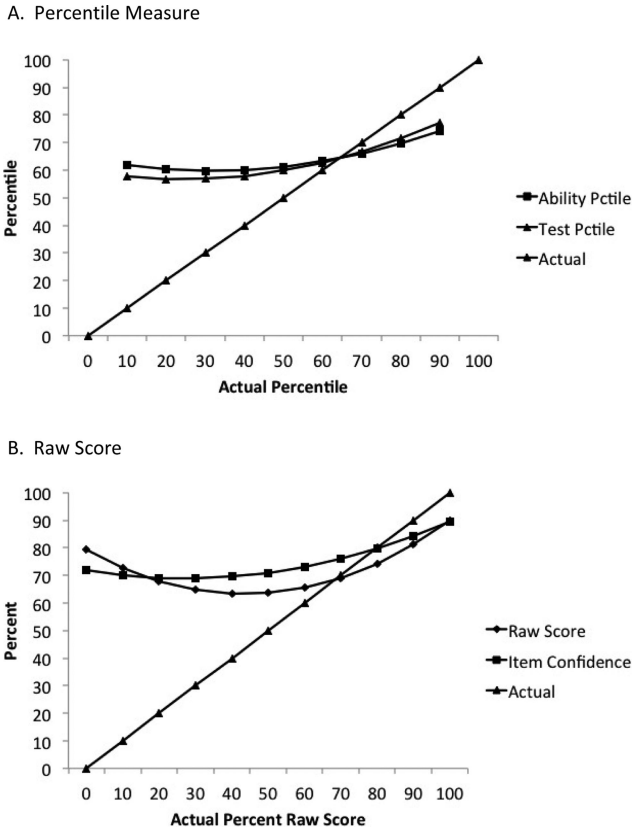 A. Percentile Measure
100
90
80
70
60
50
40
30
20
10
0
Percentile
0 10 20 30 40 50 60 70 80 90 100
Actual Percentile
Ability Pctile
Test Pctile
Actual
B. Raw Score
100
90
80
70
60
50
40
30
20
10
0
Percent
0 10 20 30 40 50 60 70 80 90 100
Actual Percent Raw Score
Raw Score
Item Confidence
Actual